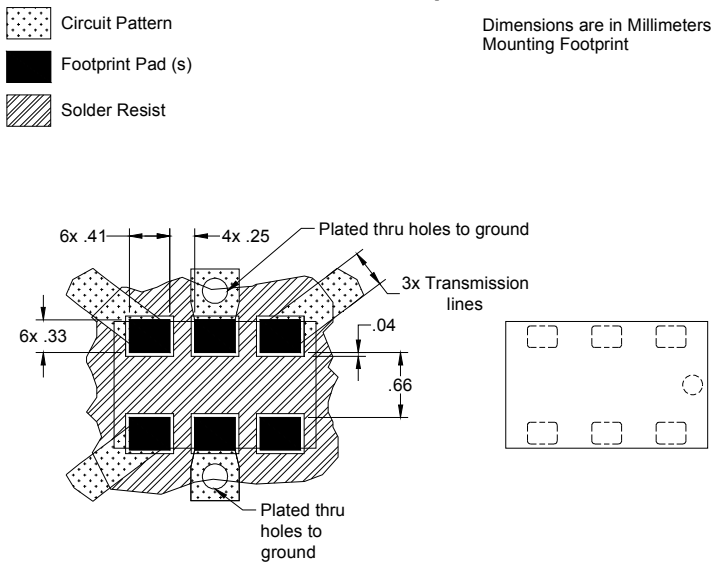 Circuit Pattern
Footprint Pad (s)
Solder Resist
Dimensions are in Millimeters
Mounting Footprint
6x .41
4x .25
Plated thru holes to ground
3x Transmission
lines
6x .33
.04
.66
Plated thru
holes to
ground